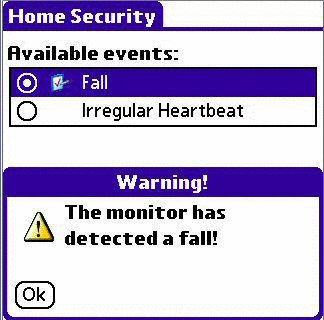 Home Security
Available events:
Fall
Irregular Heartbeat
Warning!
The monitor has
detected a fall!
Ok